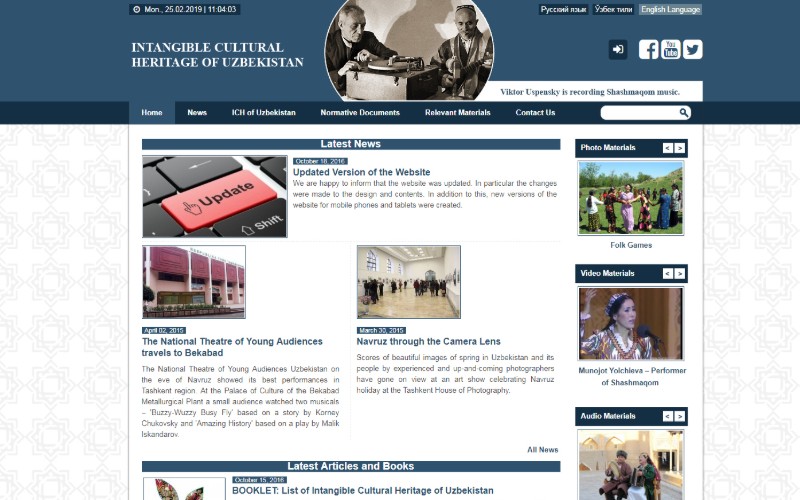 Mon., 25.02.2019 | 11:04:03
Русский язык
Ўзбек тили
English Language
INTANGIBLE CULTURAL
HERITAGE OF UZBEKISTAN
You
Tube
Viktor Uspensky is recording Shashmaqom music.
Home
News
ICH of Uzbekistan
Normative Documents
Relevant Materials
Contact Us
Latest News
Update
Shift
October 18, 2016
Updated Version of the Website
We are happy to inform that the website was updated. In particular the changes
were made to the design and contents. In addition to this, new versions of the
website for mobile phones and tablets were created.
April 02, 2015
The National Theatre of Young Audiences
travels to Bekabad
The National Theatre of Young Audiences Uzbekistan on
the eve of Navruz showed its best performances in
Tashkent region. At the Palace of Culture of the Bekabad
Metallurgical Plant a small audience watched two musicals
– 'Buzzy-Wuzzy Busy Fly' based on a story by Korney
Chukovsky and 'Amazing History' based on a play by Malik
Iskandarov.
March 30, 2015
Navruz through the Camera Lens
Scores of beautiful images of spring in Uzbekistan and its
people by experienced and up-and-coming photographers
have gone on view at an art show celebrating Navruz
holiday at the Tashkent House of Photography.
All News
Latest Articles and Books
October 15, 2016
BOOKLET: List of Intangible Cultural Heritage of Uzbekistan
Photo Materials
< >
Folk Games
Video Materials
< >
Munojot Yolchieva – Performer
of Shashmaqom
Audio Materials
< >